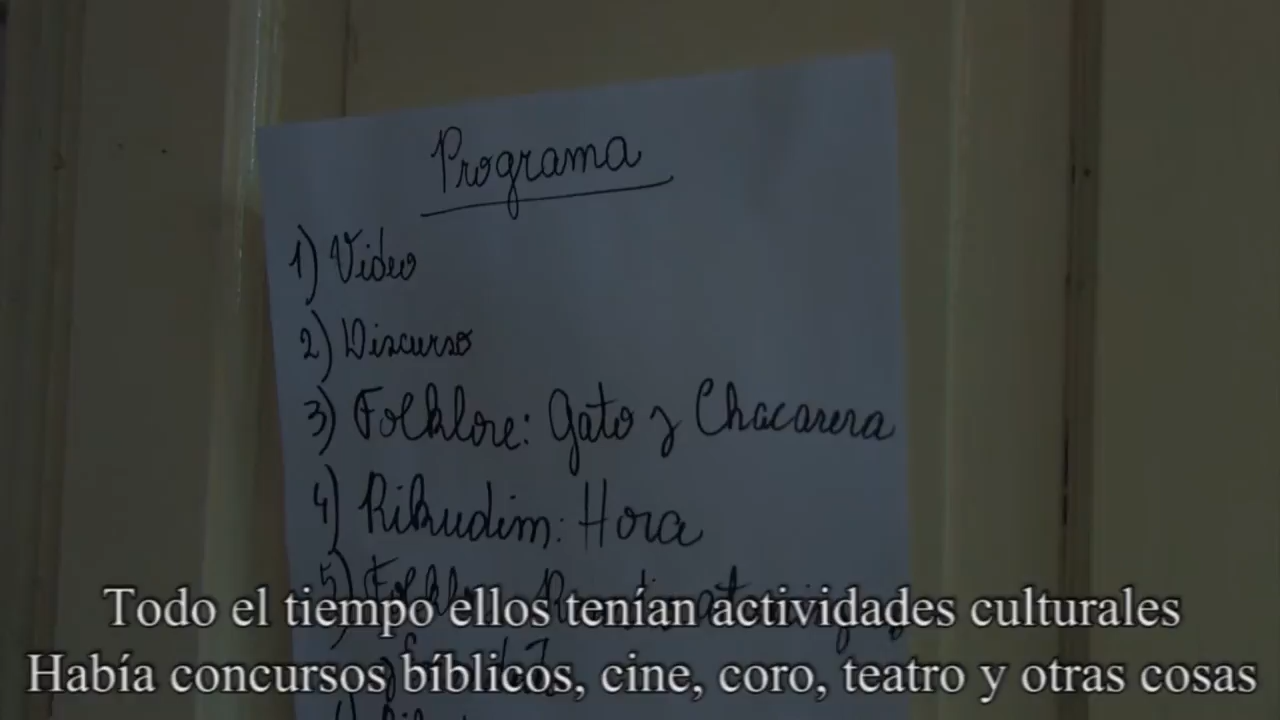 Programa
1) Video
2) Discurso
3) Folklore: Gato y Chacarera
4) Rikudim: Hora
5)
Todo el tiempo ellos tenían actividades culturales
Había concursos bíblicos, cine, coro, teatro y otras cosas